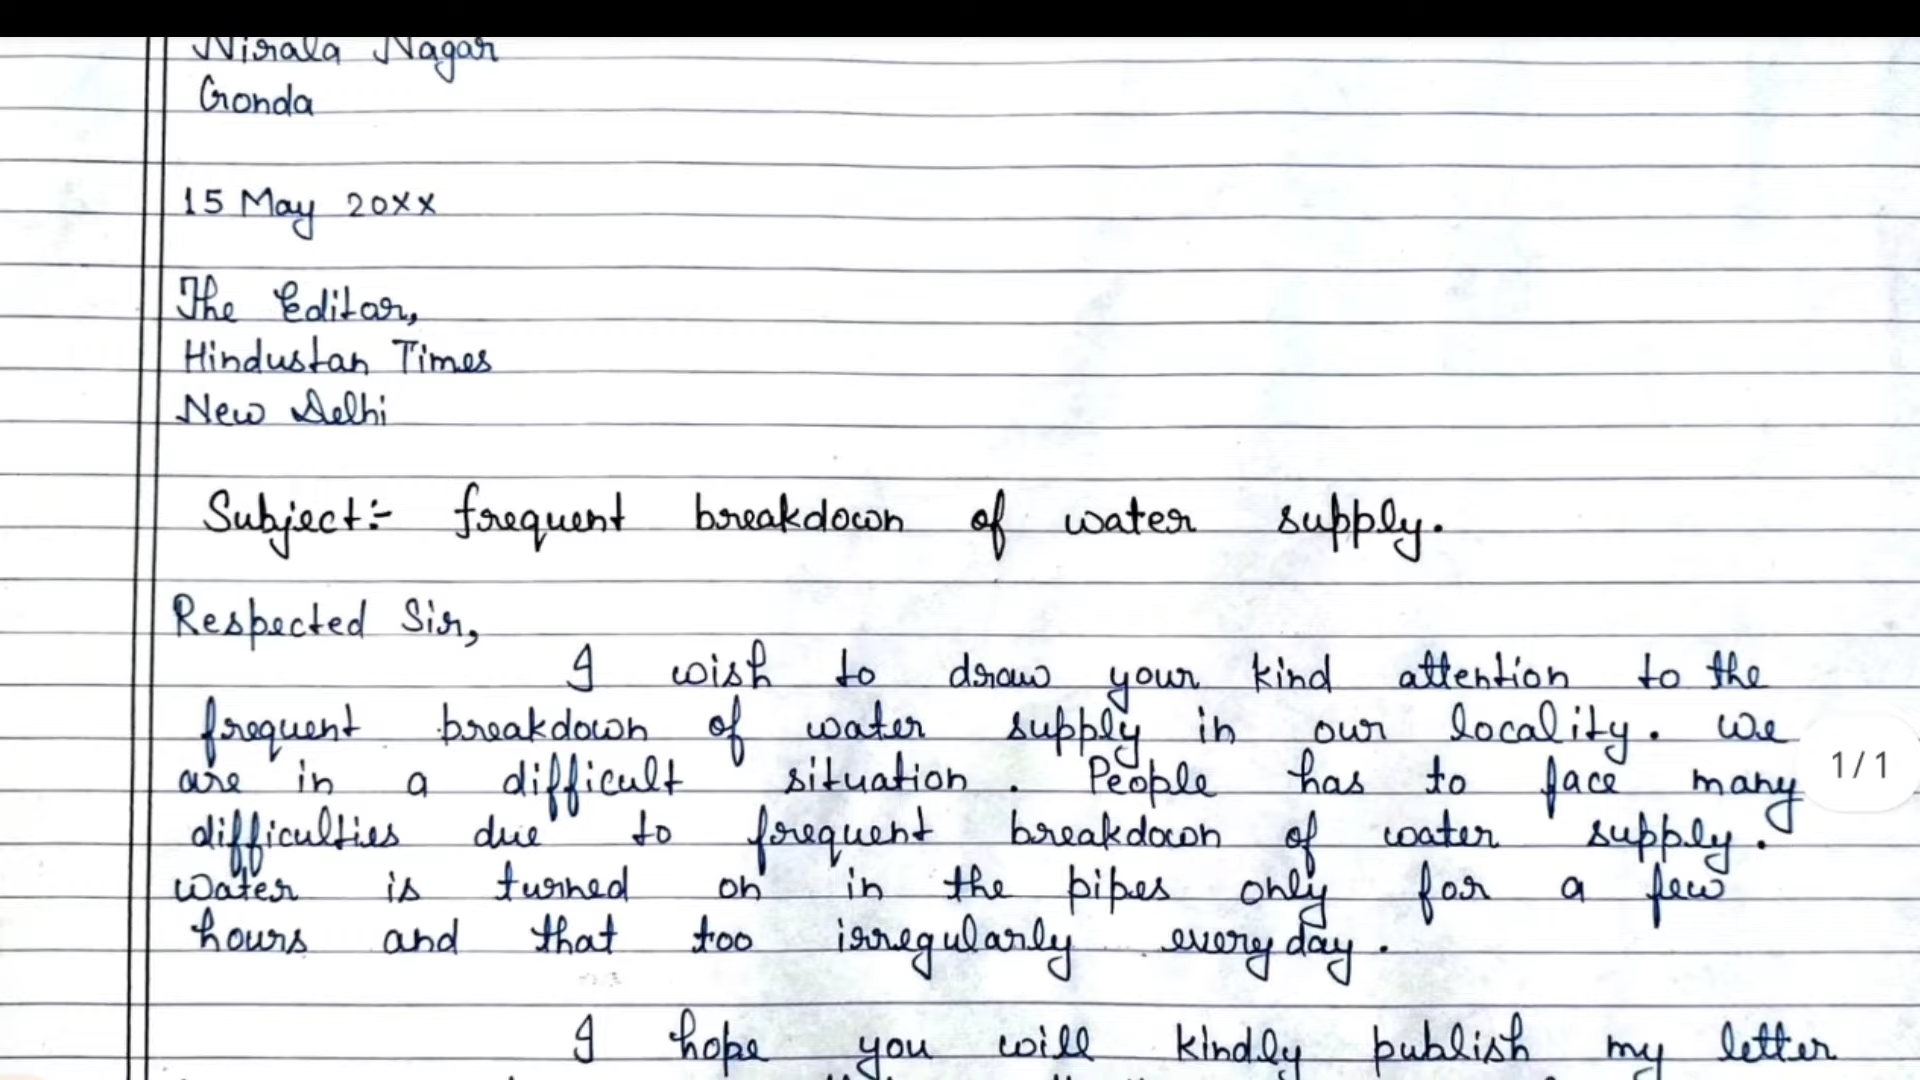 Nirala Nagar
Gonda
15 May 20xx
The Editor,
Hindustan Times
New Delhi
Subject:- frequent breakdown of water supply.
Respected Sir,
I wish to draw your kind attention to the
frequent breakdown of water supply in our locality. We
are in a difficult situation. People has to face many
1/1
difficulties due to frequent breakdown of water supply.
Water is turned on in the pipes only for a few
hours and that too irregularly everyday.
I hope you will kindly publish my letter